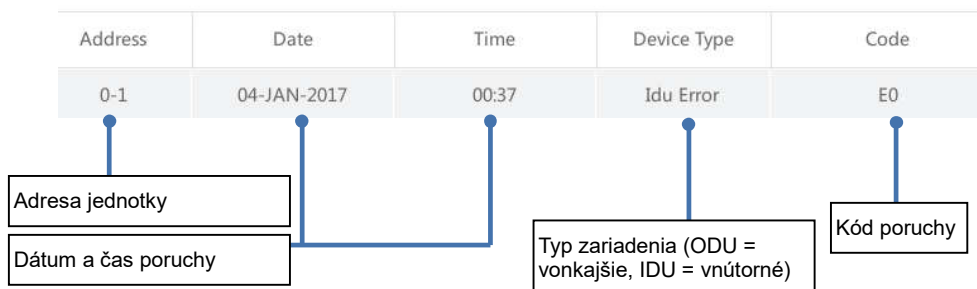 Address Date Time Device Type Code
0-1 04-JAN-2017 00:37 Idu Error E0
Adresa jednotky
Dátum a čas poruchy
Typ zariadenia (ODU =
vonkajšie, IDU = vnútorné)
Kód poruchy